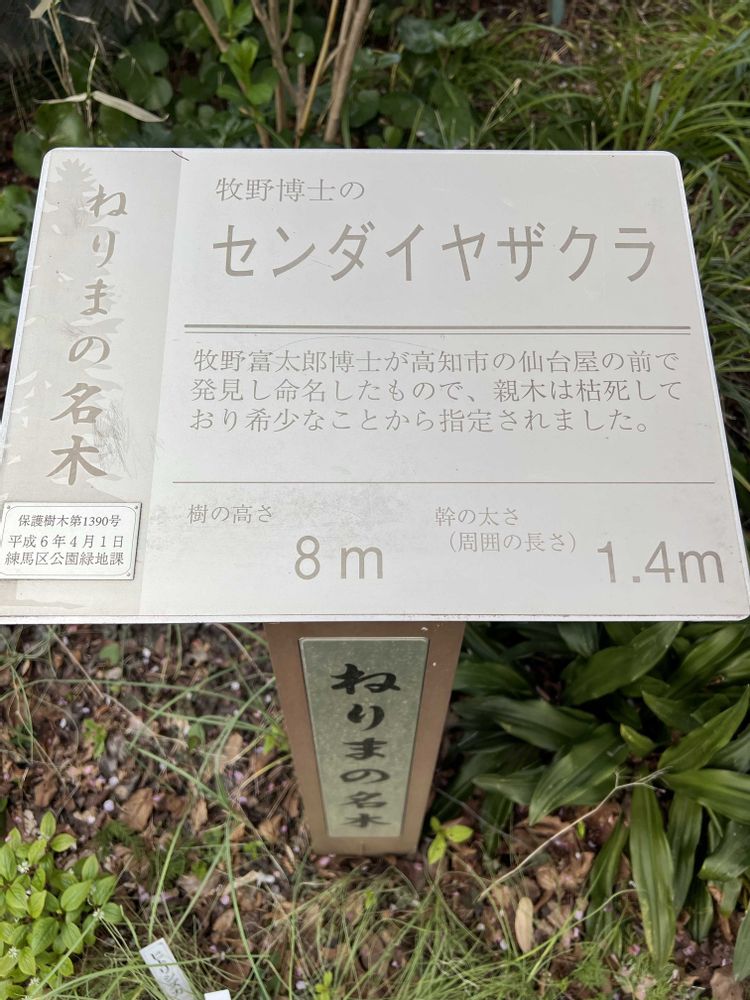 ねりまの名木
牧野博士の
センダイヤザクラ
牧野富太郎博士が高知市の仙台屋の前で
発見し命名したもので、親木は枯死して
おり希少なことから指定されました。
樹の高さ
8m
幹の太さ
(周囲の長さ)
1.4m
保護樹木第1390号
平成6年4月1日
練馬区公園緑地課
ねりまの名木